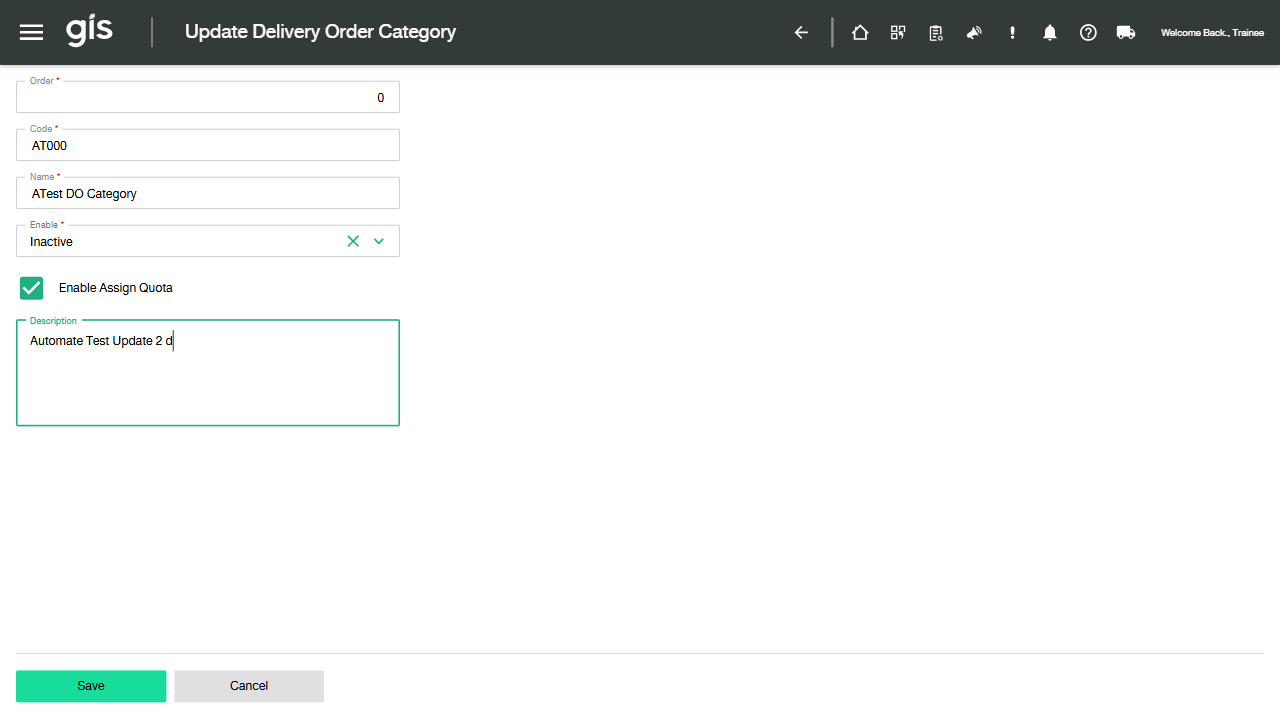 gis
Update Delivery Order Category
Welcome Back., Trainee
Order *
0
Code *
AT000
Name *
ATest DO Category
Enable *
Inactive
Enable Assign Quota
Description
Automate Test Update 2 d
Save
Cancel